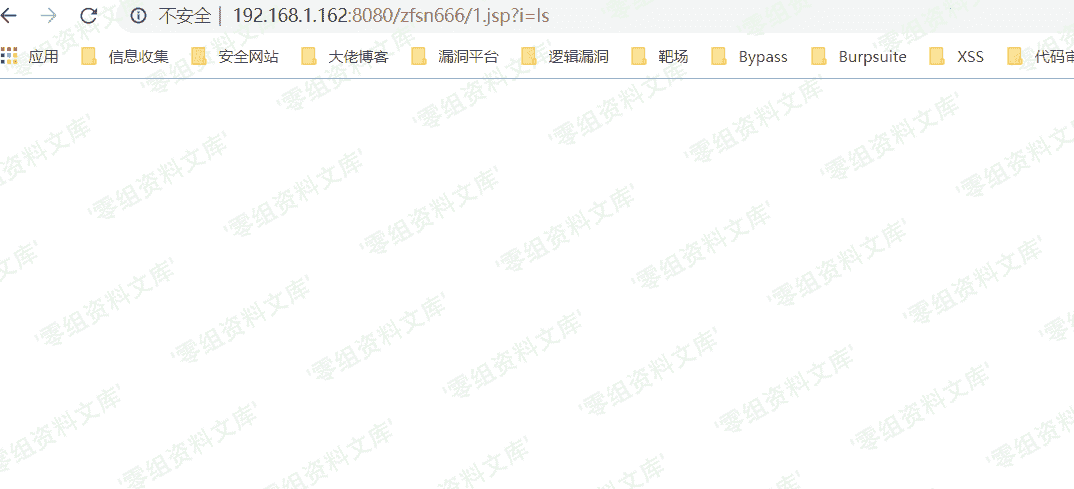 不安全 | 192.168.1.162:8080/zfsn666/1.jsp?i=ls
应用 信息收集 安全网站 大佬博客 漏洞平台 逻辑漏洞 靶场 Bypass Burpsuite XSS 代码审
'零组资料文库'